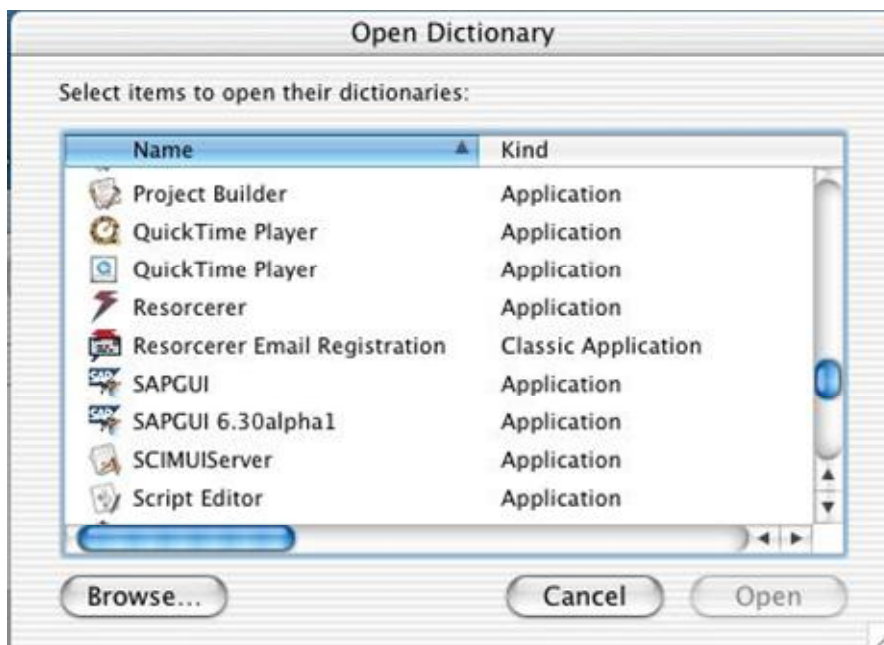 Open Dictionary
Select items to open their dictionaries:
Name Kind
Project Builder Application
QuickTime Player Application
QuickTime Player Application
Resorcerer Application
Resorcerer Email Registration Classic Application
SAPGUI Application
SAPGUI 6.30alpha1 Application
SCIMUIServer Application
Script Editor Application
Browse... Cancel Open